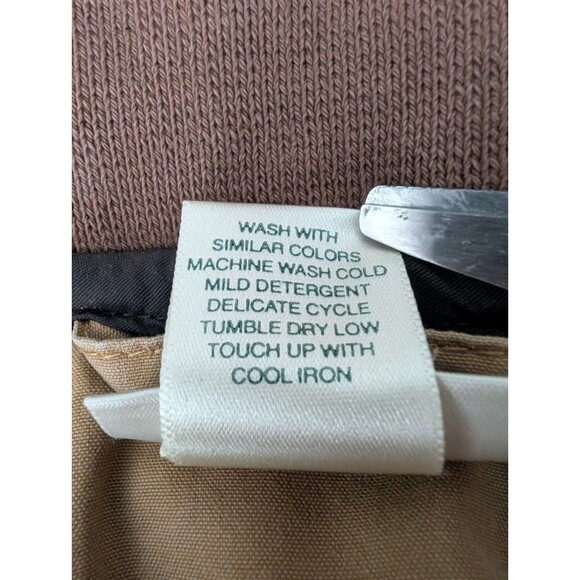 WASH WITH
SIMILAR COLORS
MACHINE WASH COLD
MILD DETERGENT
DELICATE CYCLE
TUMBLE DRY LOW
TOUCH UP WITH
COOL IRON